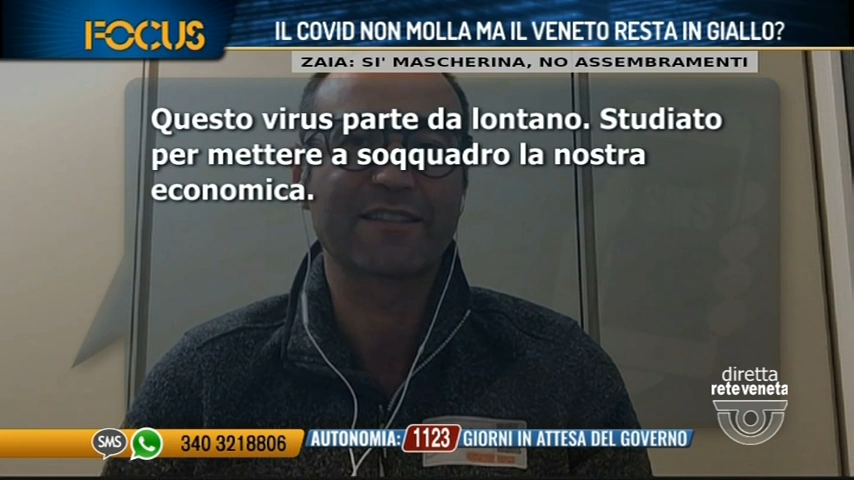 FOCUS
IL COVID NON MOLLA MA IL VENETO RESTA IN GIALLO?
ZAIA: SI' MASCHERINA, NO ASSEMBRAMENTI
Questo virus parte da lontano. Studiato
per mettere a soqquadro la nostra
economica.
diretta
reteveneta
SMS
340 3218806
AUTONOMIA: 1123 GIORNI IN ATTESA DEL GOVERNO